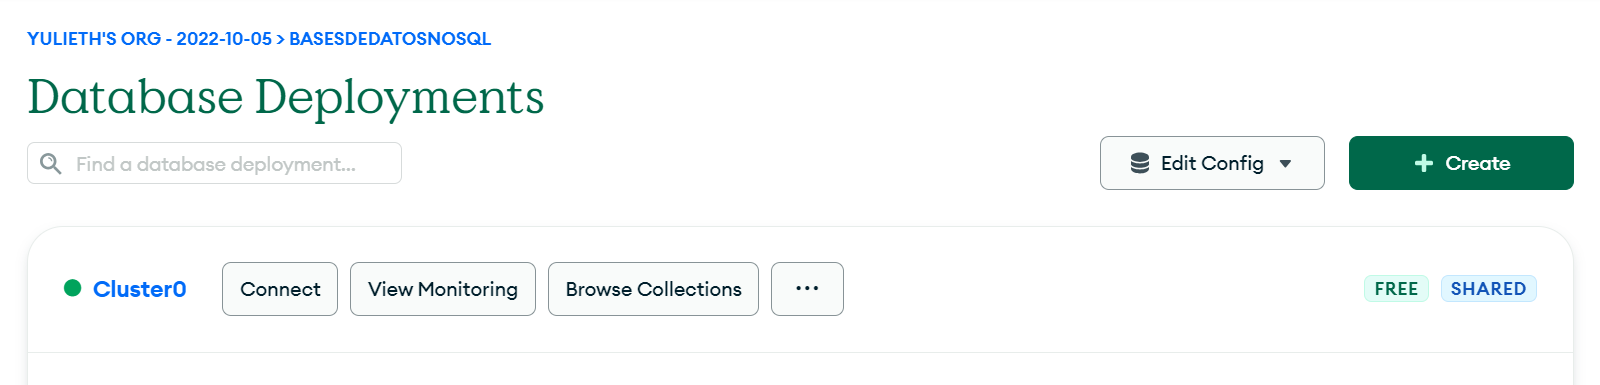 YULIETH'S ORG - 2022-10-05 > BASESDEDATOSNOSQL
Database Deployments
Find a database deployment...
Edit Config
+ Create
Cluster0
Connect
View Monitoring
Browse Collections
...
FREE
SHARED